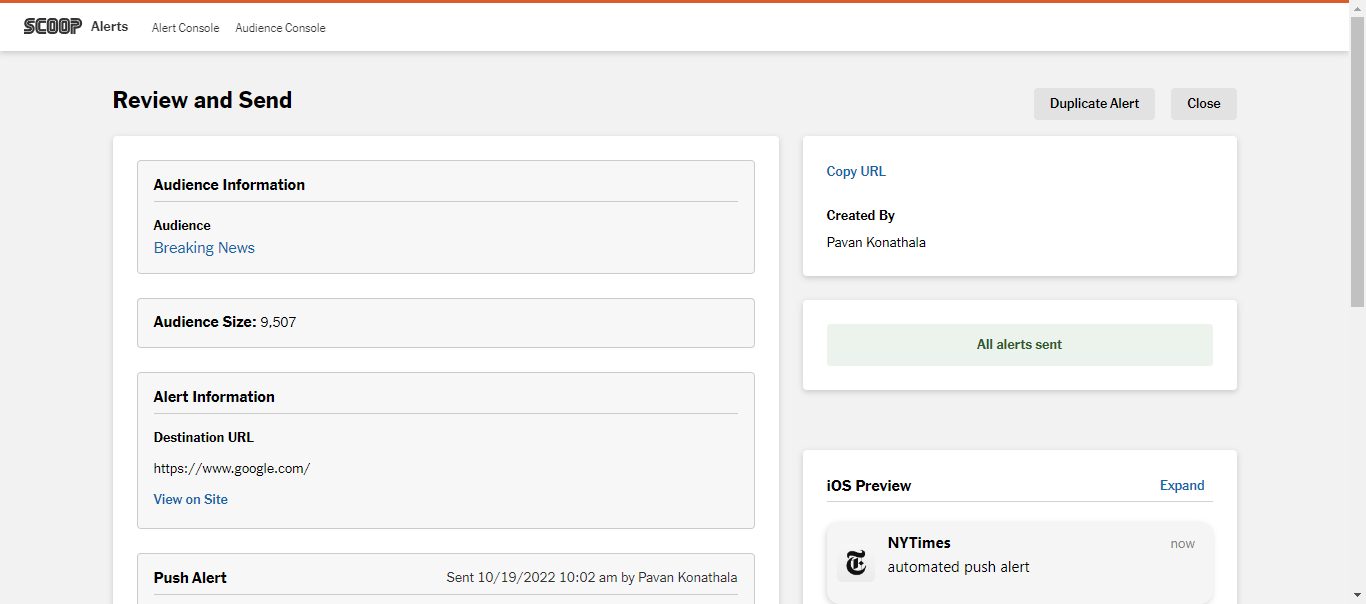 SCOOP Alerts Alert Console Audience Console
Review and Send
Duplicate Alert Close
Audience Information
Audience
Breaking News
Audience Size: 9,507
Alert Information
Destination URL
https://www.google.com/
View on Site
Push Alert Sent 10/19/2022 10:02 am by Pavan Konathala
Copy URL
Created By
Pavan Konathala
All alerts sent
iOS Preview Expand
NYTimes now
automated push alert